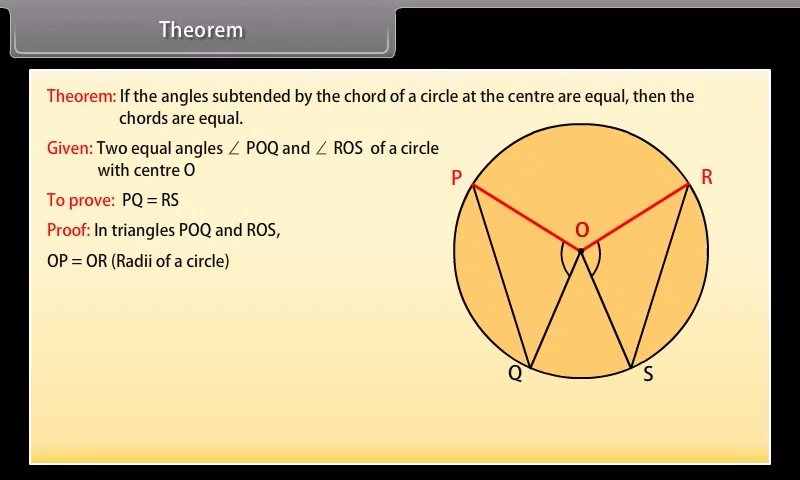 Theorem
Theorem: If the angles subtended by the chord of a circle at the centre are equal, then the
chords are equal.
Given: Two equal angles ∠ POQ and ∠ ROS of a circle
with centre O
To prove: PQ = RS
Proof: In triangles POQ and ROS,
OP = OR (Radii of a circle)
P
R
O
Q
S